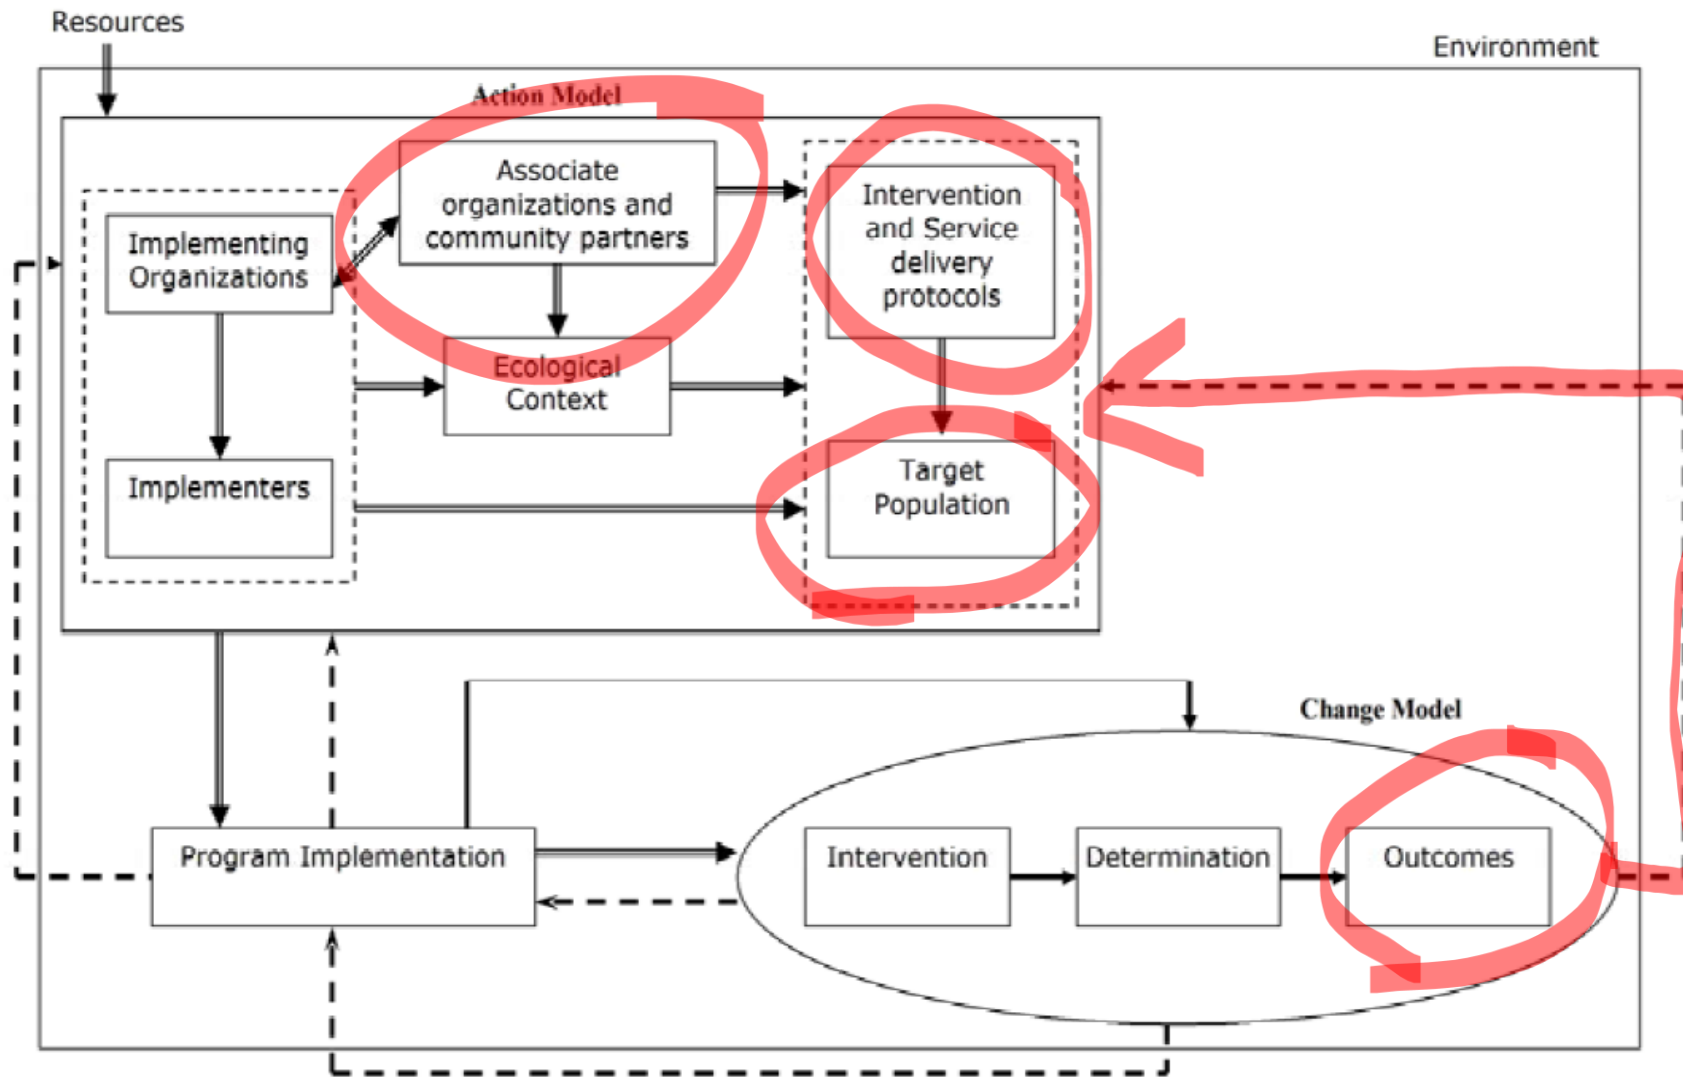 Resources
Environment
Action Model
Associate
organizations and
community partners
Intervention
and Service
delivery
protocols
Implementing
Organizations
Ecological
Context
Target
Population
Implementers
Change Model
Program Implementation
Intervention
Determination
Outcomes